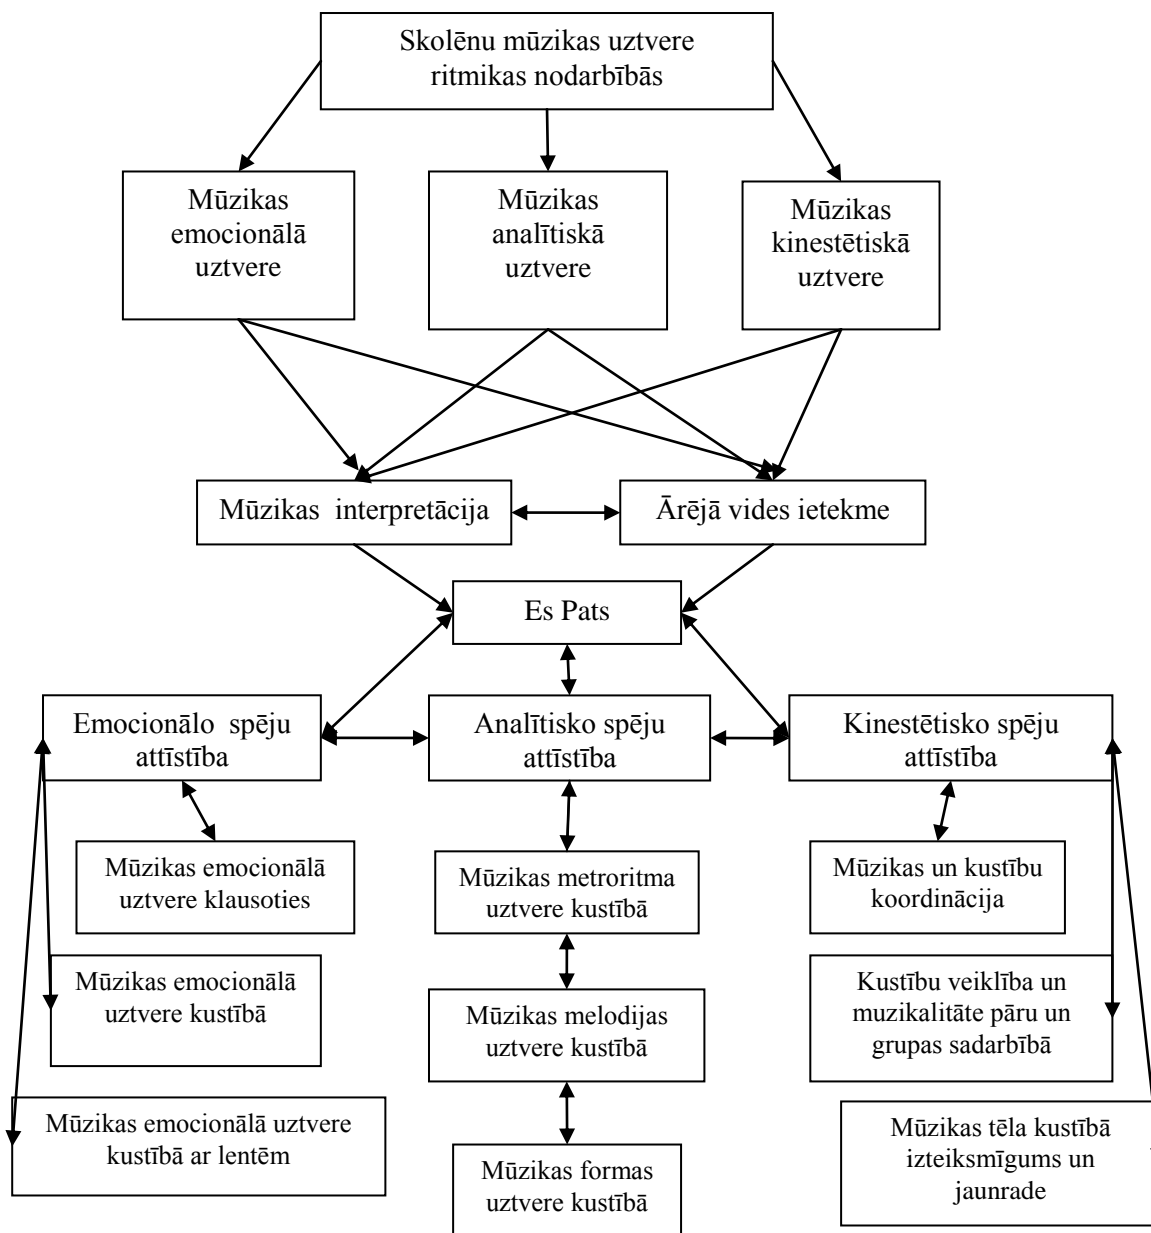 Skolēnu mūzikas uztvere
ritmikas nodarbībās
Mūzikas
emocionālā
uztvere
Mūzikas
analītiskā
uztvere
Mūzikas
kinestētiskā
uztvere
Mūzikas interpretācija
Ārējā vides ietekme
Es Pats
Emocionālo spēju
attīstība
Analītisko spēju
attīstība
Kinestētisko spēju
attīstība
Mūzikas emocionālā
uztvere klausoties
Mūzikas metroritma
uztvere kustībā
Mūzikas un kustību
koordinācija
Mūzikas emocionālā
uztvere kustībā
Mūzikas melodijas
uztvere kustībā
Kustību veiklība un
muzikalitāte pāru un
grupas sadarbībā
Mūzikas emocionālā uztvere
kustībā ar lentēm
Mūzikas formas
uztvere kustībā
Mūzikas tēla kustībā
izteiksmīgums un
jaunrade